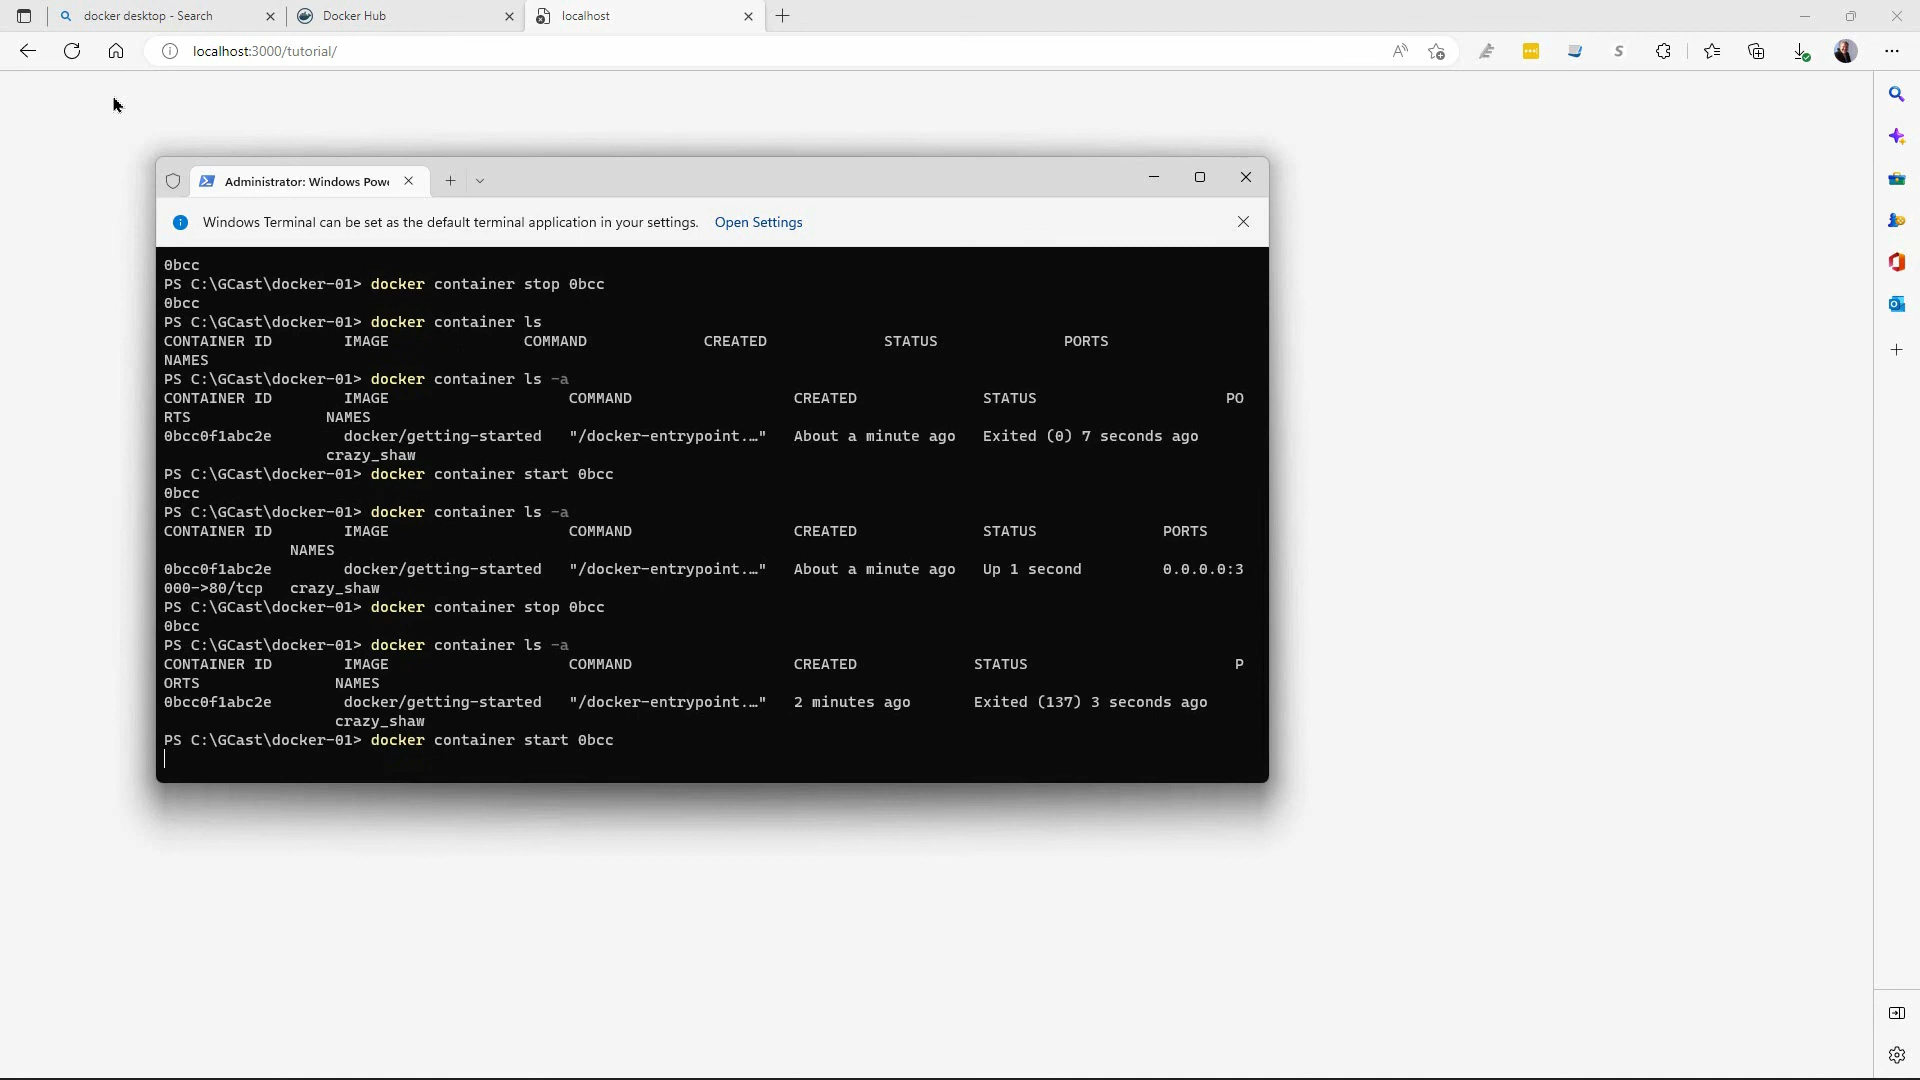 docker desktop - Search
Docker Hub
localhost
localhost:3000/tutorial/
Administrator: Windows Powe
Windows Terminal can be set as the default terminal application in your settings. Open Settings
0bcc
PS C:\GCast\docker-01> docker container stop 0bcc
0bcc
PS C:\GCast\docker-01> docker container ls
CONTAINER ID IMAGE COMMAND CREATED STATUS PORTS
NAMES
PS C:\GCast\docker-01> docker container ls -a
CONTAINER ID IMAGE COMMAND CREATED STATUS PO
RTS NAMES
0bcc0f1abc2e docker/getting-started "/docker-entrypoint.…" About a minute ago Exited (0) 7 seconds ago
crazy_shaw
PS C:\GCast\docker-01> docker container start 0bcc
0bcc
PS C:\GCast\docker-01> docker container ls -a
CONTAINER ID IMAGE COMMAND CREATED STATUS PORTS
NAMES
0bcc0f1abc2e docker/getting-started "/docker-entrypoint.…" About a minute ago Up 1 second 0.0.0.0:3
000->80/tcp crazy_shaw
PS C:\GCast\docker-01> docker container stop 0bcc
0bcc
PS C:\GCast\docker-01> docker container ls -a
CONTAINER ID IMAGE COMMAND CREATED STATUS P
ORTS NAMES
0bcc0f1abc2e docker/getting-started "/docker-entrypoint.…" 2 minutes ago Exited (137) 3 seconds ago
crazy_shaw
PS C:\GCast\docker-01> docker container start 0bcc